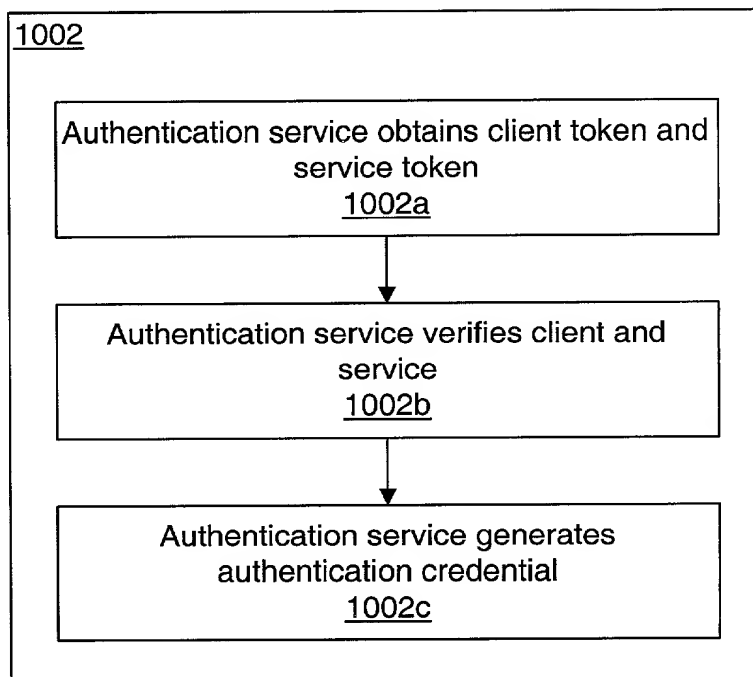 1002
Authentication service obtains client token and
service token
1002a
Authentication service verifies client and
service
1002b
Authentication service generates
authentication credential
1002c